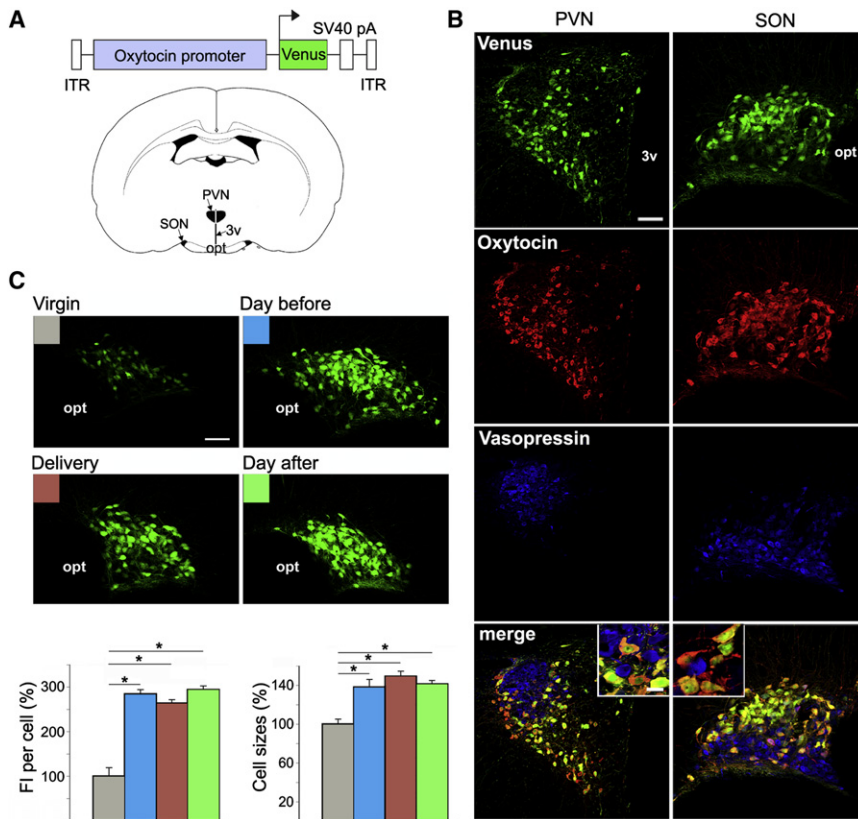 A
SV40 pA
Oxytocin promoter
Venus
ITR
ITR
PVN
SON
3v
opt
B
PVN
SON
Venus
3v
opt
Oxytocin
Vasopressin
merge
C
Virgin
Day before
opt
opt
Delivery
Day after
opt
opt
* * *
FI per cell (%)
300
200
100
* * *
Cell sizes (%)
140
100
60
20